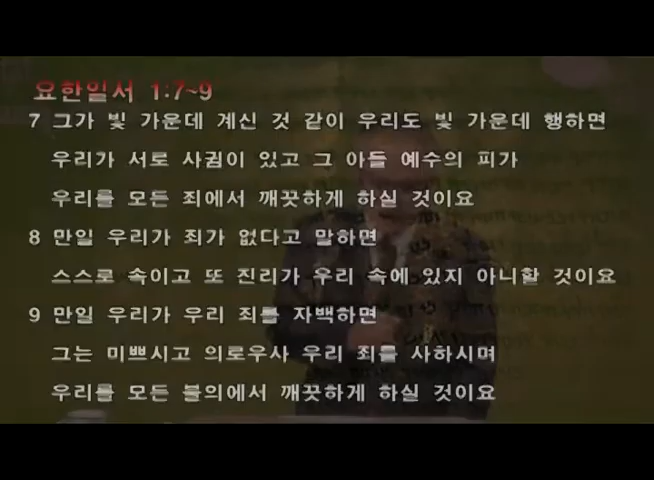 요한일서 1:7~9
7 그가 빛 가운데 계신 것 같이 우리도 빛 가운데 행하면
우리가 서로 사귐이 있고 그 아들 예수의 피가
우리를 모든 죄에서 깨끗하게 하실 것이요
8 만일 우리가 죄가 없다고 말하면
스스로 속이고 또 진리가 우리 속에 있지 아니할 것이요
9 만일 우리가 우리 죄를 자백하면
그는 미쁘시고 의로우사 우리 죄를 사하시며
우리를 모든 불의에서 깨끗하게 하실 것이요